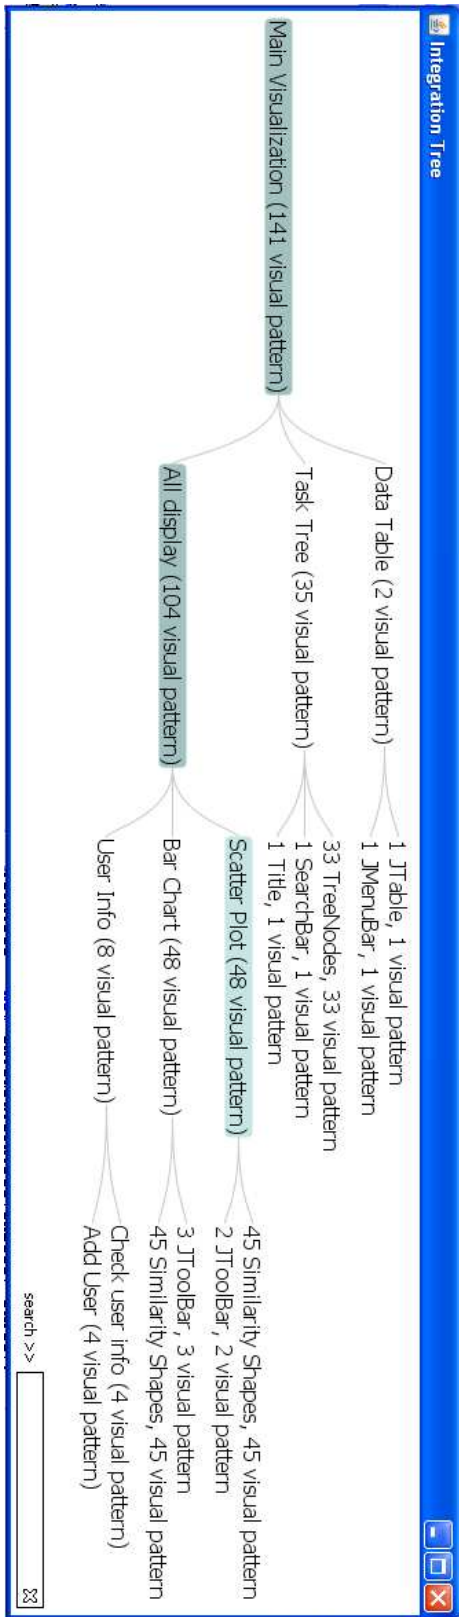 Integration Tree
Main Visualization (141 visual pattern)
Data Table (2 visual pattern)
1 JTable, 1 visual pattern
1 JMenuBar, 1 visual pattern
Task Tree (35 visual pattern)
33 TreeNodes, 33 visual pattern
1 SearchBar, 1 visual pattern
1 Title, 1 visual pattern
All display (104 visual pattern)
Scatter Plot (48 visual pattern)
45 Similarity Shapes, 45 visual pattern
2 JToolBar, 2 visual pattern
Bar Chart (48 visual pattern)
3 JToolBar, 3 visual pattern
45 Similarity Shapes, 45 visual pattern
User Info (8 visual pattern)
Check user info (4 visual pattern)
Add User (4 visual pattern)
search >>